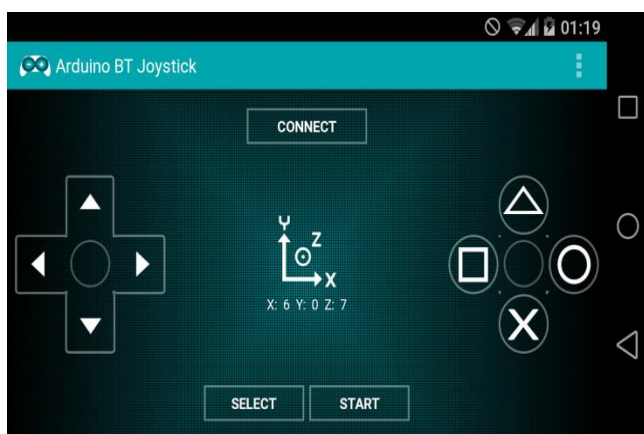 01:19
Arduino BT Joystick
CONNECT
Y
Z
X
X: 6 Y: 0 Z: 7
X
SELECT START